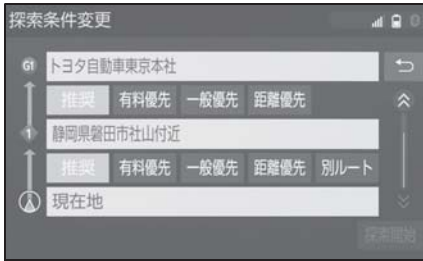 探索条件変更
G1 トヨタ自動車東京本社
推奨 有料優先 一般優先 距離優先
1 静岡県磐田市社山付近
推奨 有料優先 一般優先 距離優先 別ルート
現在地
探索開始